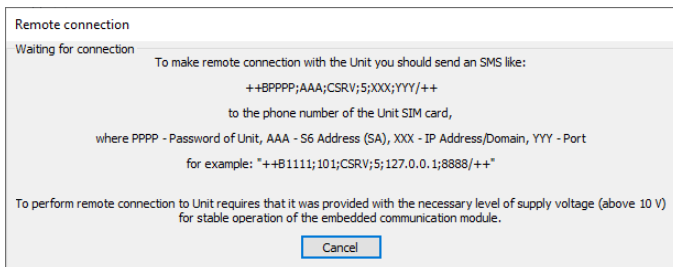 Remote connection
Waiting for connection
To make remote connection with the Unit you should send an SMS like:
++BPPPP;AAA;CSRV;5;XXX;YYY/++
to the phone number of the Unit SIM card,
where PPPP - Password of Unit, AAA - S6 Address (SA), XXX - IP Address/Domain, YYY - Port
for example: "++B1111;101;CSRV;5;127.0.0.1;8888/++"
To perform remote connection to Unit requires that it was provided with the necessary level of supply voltage (above 10 V)
for stable operation of the embedded communication module.
Cancel